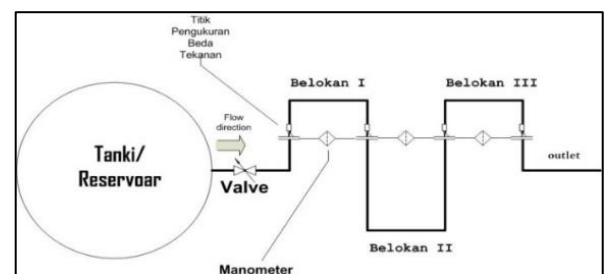 Titik
Pengukuran
Beda
Tekanan
Belokan I
Belokan III
Flow
direction
Tanki/
Reservoar
Valve
outlet
Belokan II
Manometer